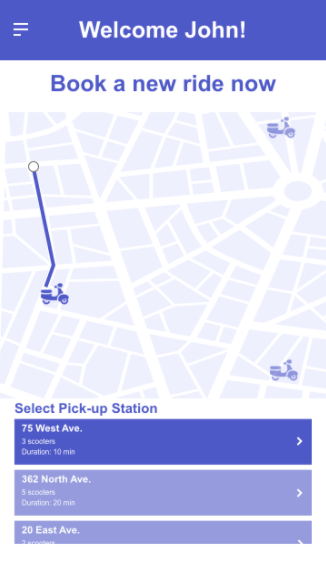 Welcome John!
Book a new ride now
Select Pick-up Station
75 West Ave.
3 scooters
Duration: 10 min
362 North Ave.
5 scooters
Duration: 20 min
20 East Ave.
scooters